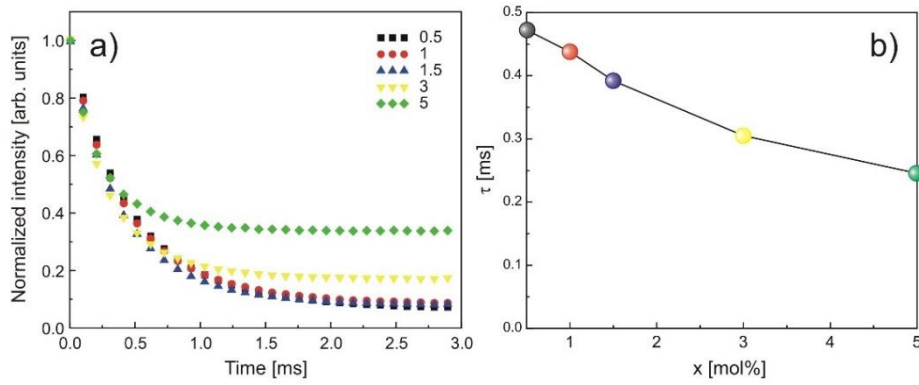 a)
0.5
1
1.5
3
5
1.0
0.8
0.6
0.4
0.2
0.0
Normalized intensity [arb. units]
0.0 0.5 1.0 1.5 2.0 2.5 3.0
Time [ms]
b)
0.5
0.4
0.3
0.2
0.1
0.0
τ [ms]
1 2 3 4 5
x [mol%]